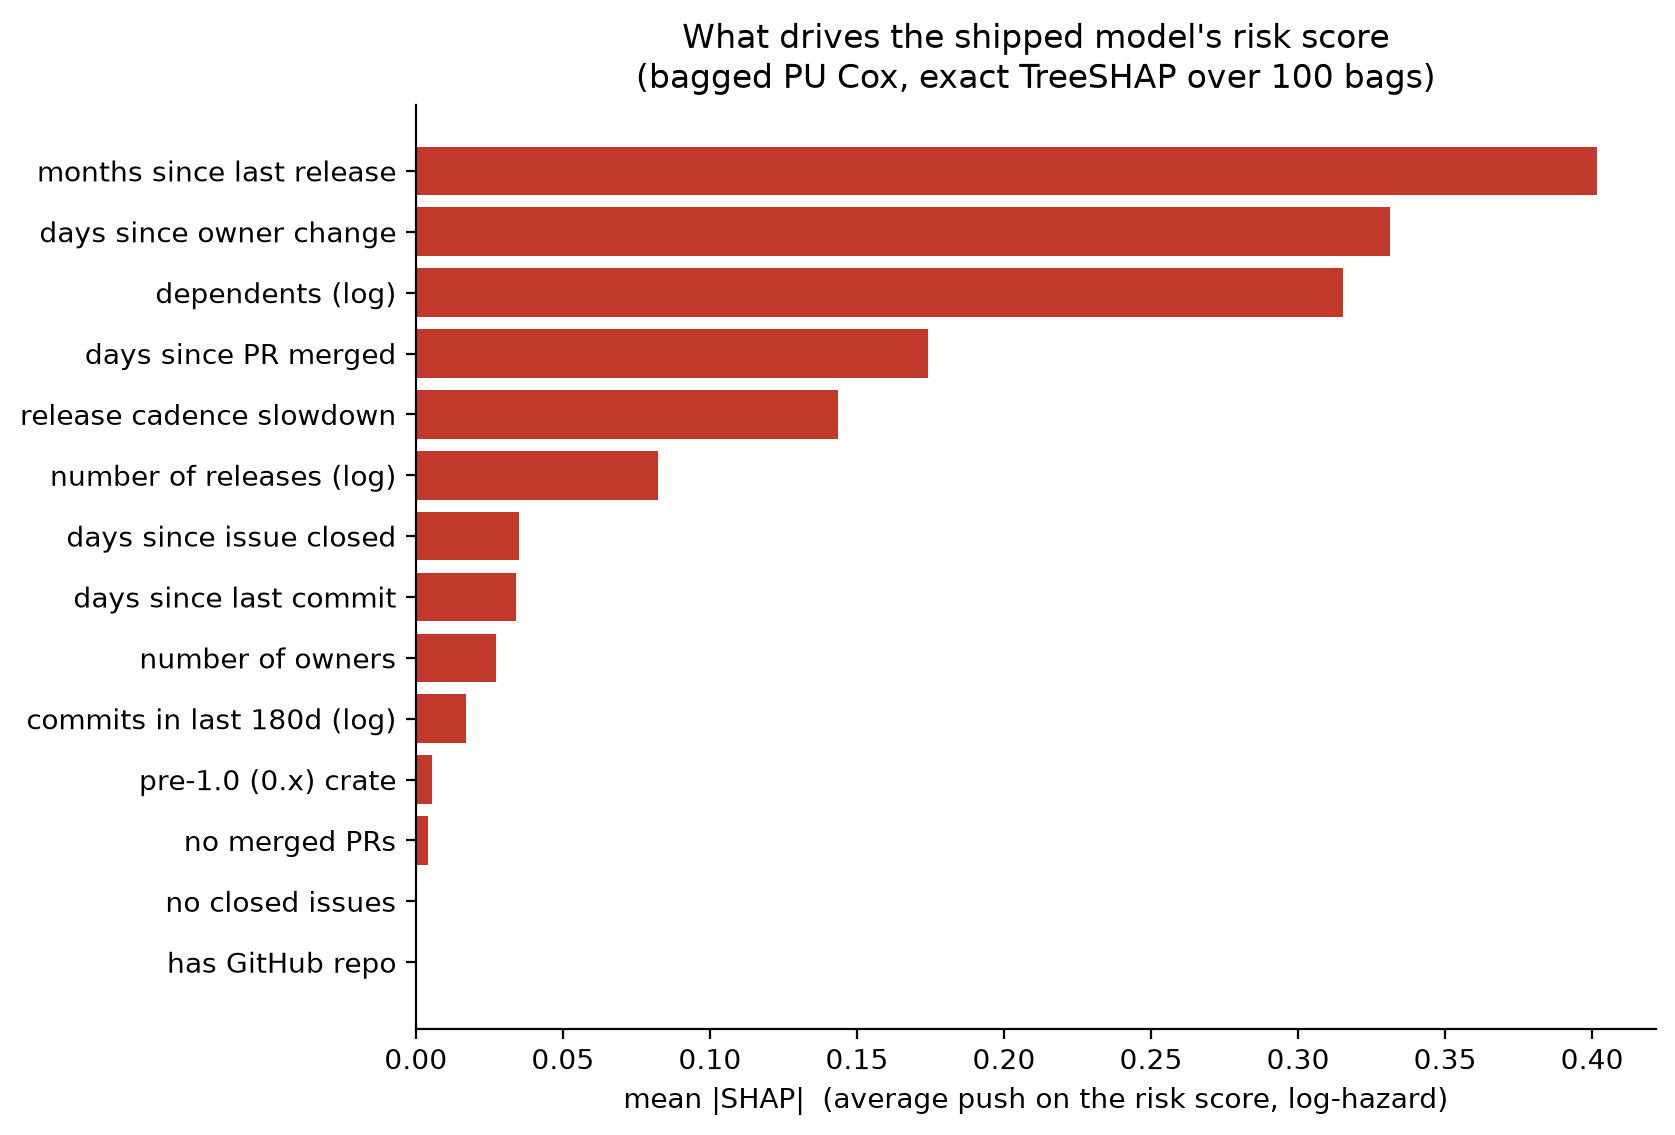 What drives the shipped model's risk score
(bagged PU Cox, exact TreeSHAP over 100 bags)
months since last release
days since owner change
dependents (log)
days since PR merged
release cadence slowdown
number of releases (log)
days since issue closed
days since last commit
number of owners
commits in last 180d (log)
pre-1.0 (0.x) crate
no merged PRs
no closed issues
has GitHub repo
0.00 0.05 0.10 0.15 0.20 0.25 0.30 0.35 0.40
mean |SHAP| (average push on the risk score, log-hazard)